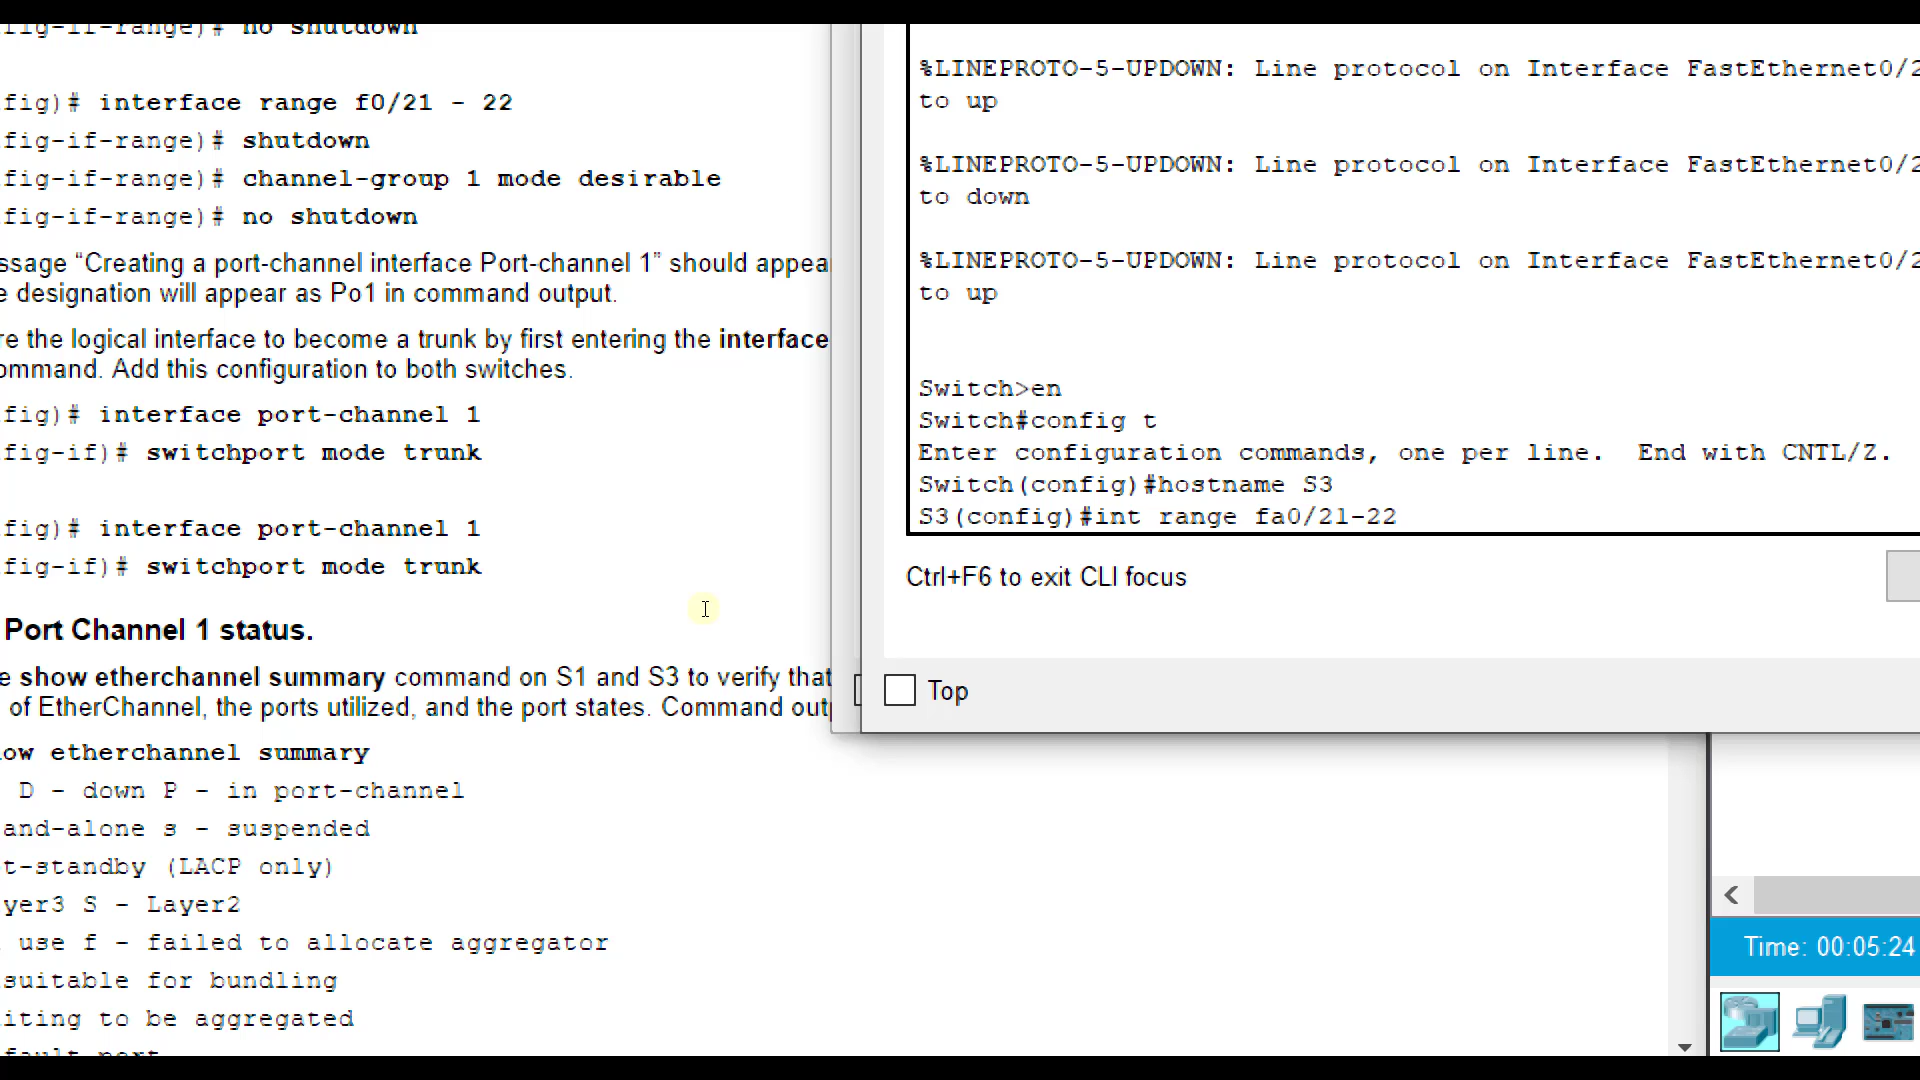 fig-if-range)# no shutdown
fig)# interface range f0/21 - 22
fig-if-range)# shutdown
fig-if-range)# channel-group 1 mode desirable
fig-if-range)# no shutdown
ssage “Creating a port-channel interface Port-channel 1” should appea
e designation will appear as Po1 in command output.
re the logical interface to become a trunk by first entering the interface
ommand. Add this configuration to both switches.
fig)# interface port-channel 1
fig-if)# switchport mode trunk
fig)# interface port-channel 1
fig-if)# switchport mode trunk
Port Channel 1 status.
e show etherchannel summary command on S1 and S3 to verify that
of EtherChannel, the ports utilized, and the port states. Command out
ow etherchannel summary
D - down P - in port-channel
and-alone s - suspended
t-standby (LACP only)
yer3 S - Layer2
use f - failed to allocate aggregator
suitable for bundling
iting to be aggregated
fault port
%LINEPROTO-5-UPDOWN: Line protocol on Interface FastEthernet0/2
to up
%LINEPROTO-5-UPDOWN: Line protocol on Interface FastEthernet0/2
to down
%LINEPROTO-5-UPDOWN: Line protocol on Interface FastEthernet0/2
to up
Switch>en
Switch#config t
Enter configuration commands, one per line.  End with CNTL/Z.
Switch(config)#hostname S3
S3(config)#int range fa0/21-22
Ctrl+F6 to exit CLI focus
Top
Time: 00:05:24